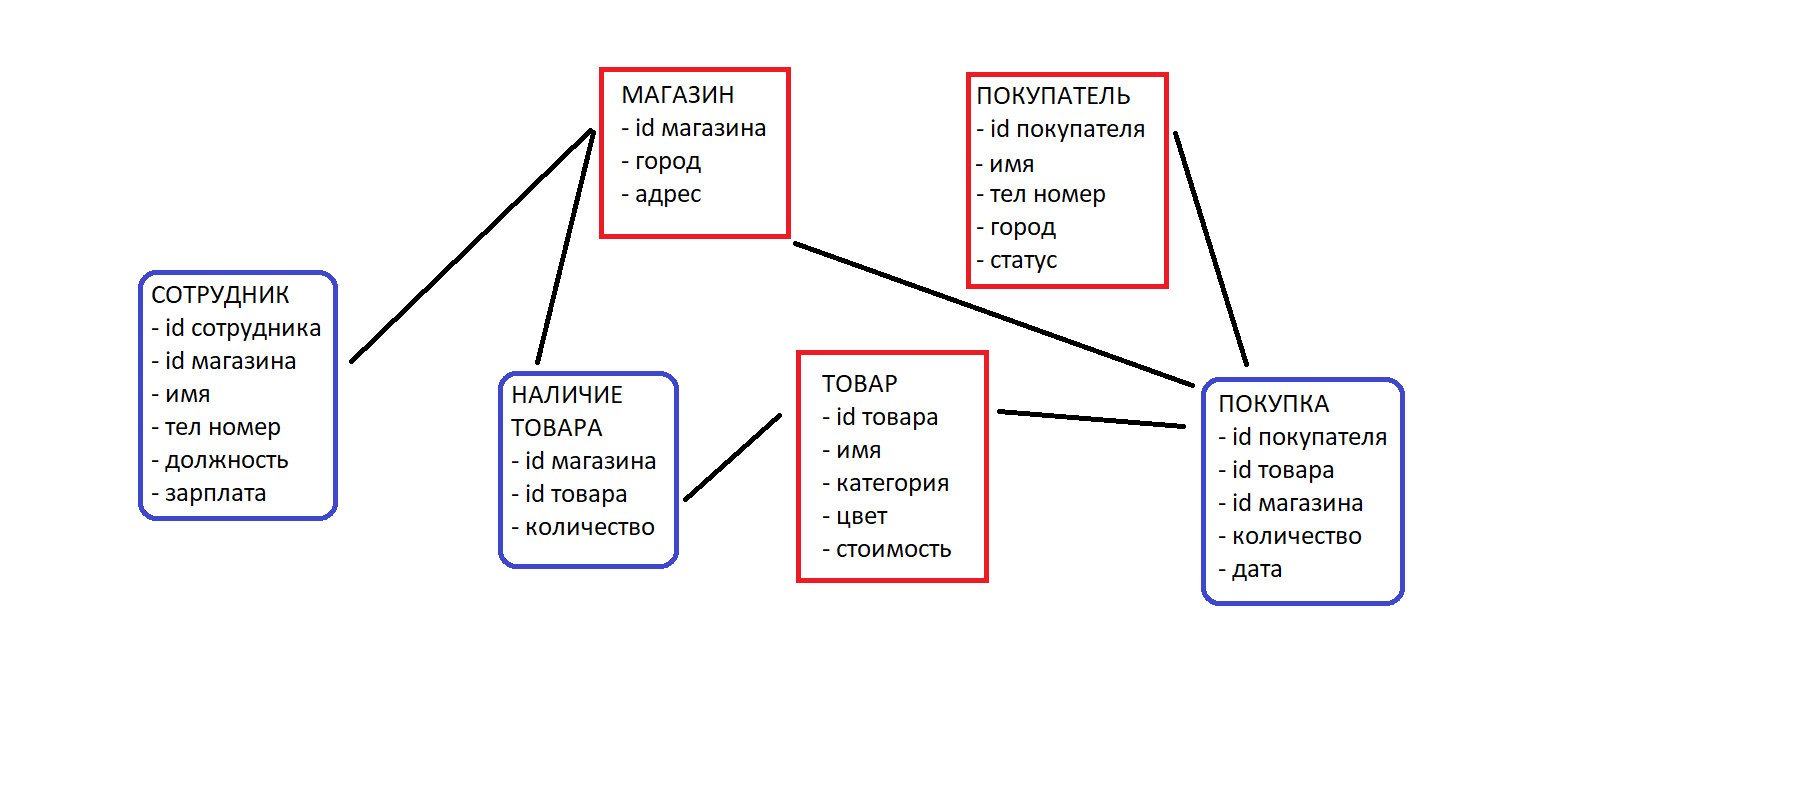 МАГАЗИН
- id магазина
- город
- адрес
ПОКУПАТЕЛЬ
- id покупателя
- имя
- тел номер
- город
- статус
СОТРУДНИК
- id сотрудника
- id магазина
- имя
- тел номер
- должность
- зарплата
НАЛИЧИЕ
ТОВАРА
- id магазина
- id товара
- количество
ТОВАР
- id товара
- имя
- категория
- цвет
- стоимость
ПОКУПКА
- id покупателя
- id товара
- id магазина
- количество
- дата